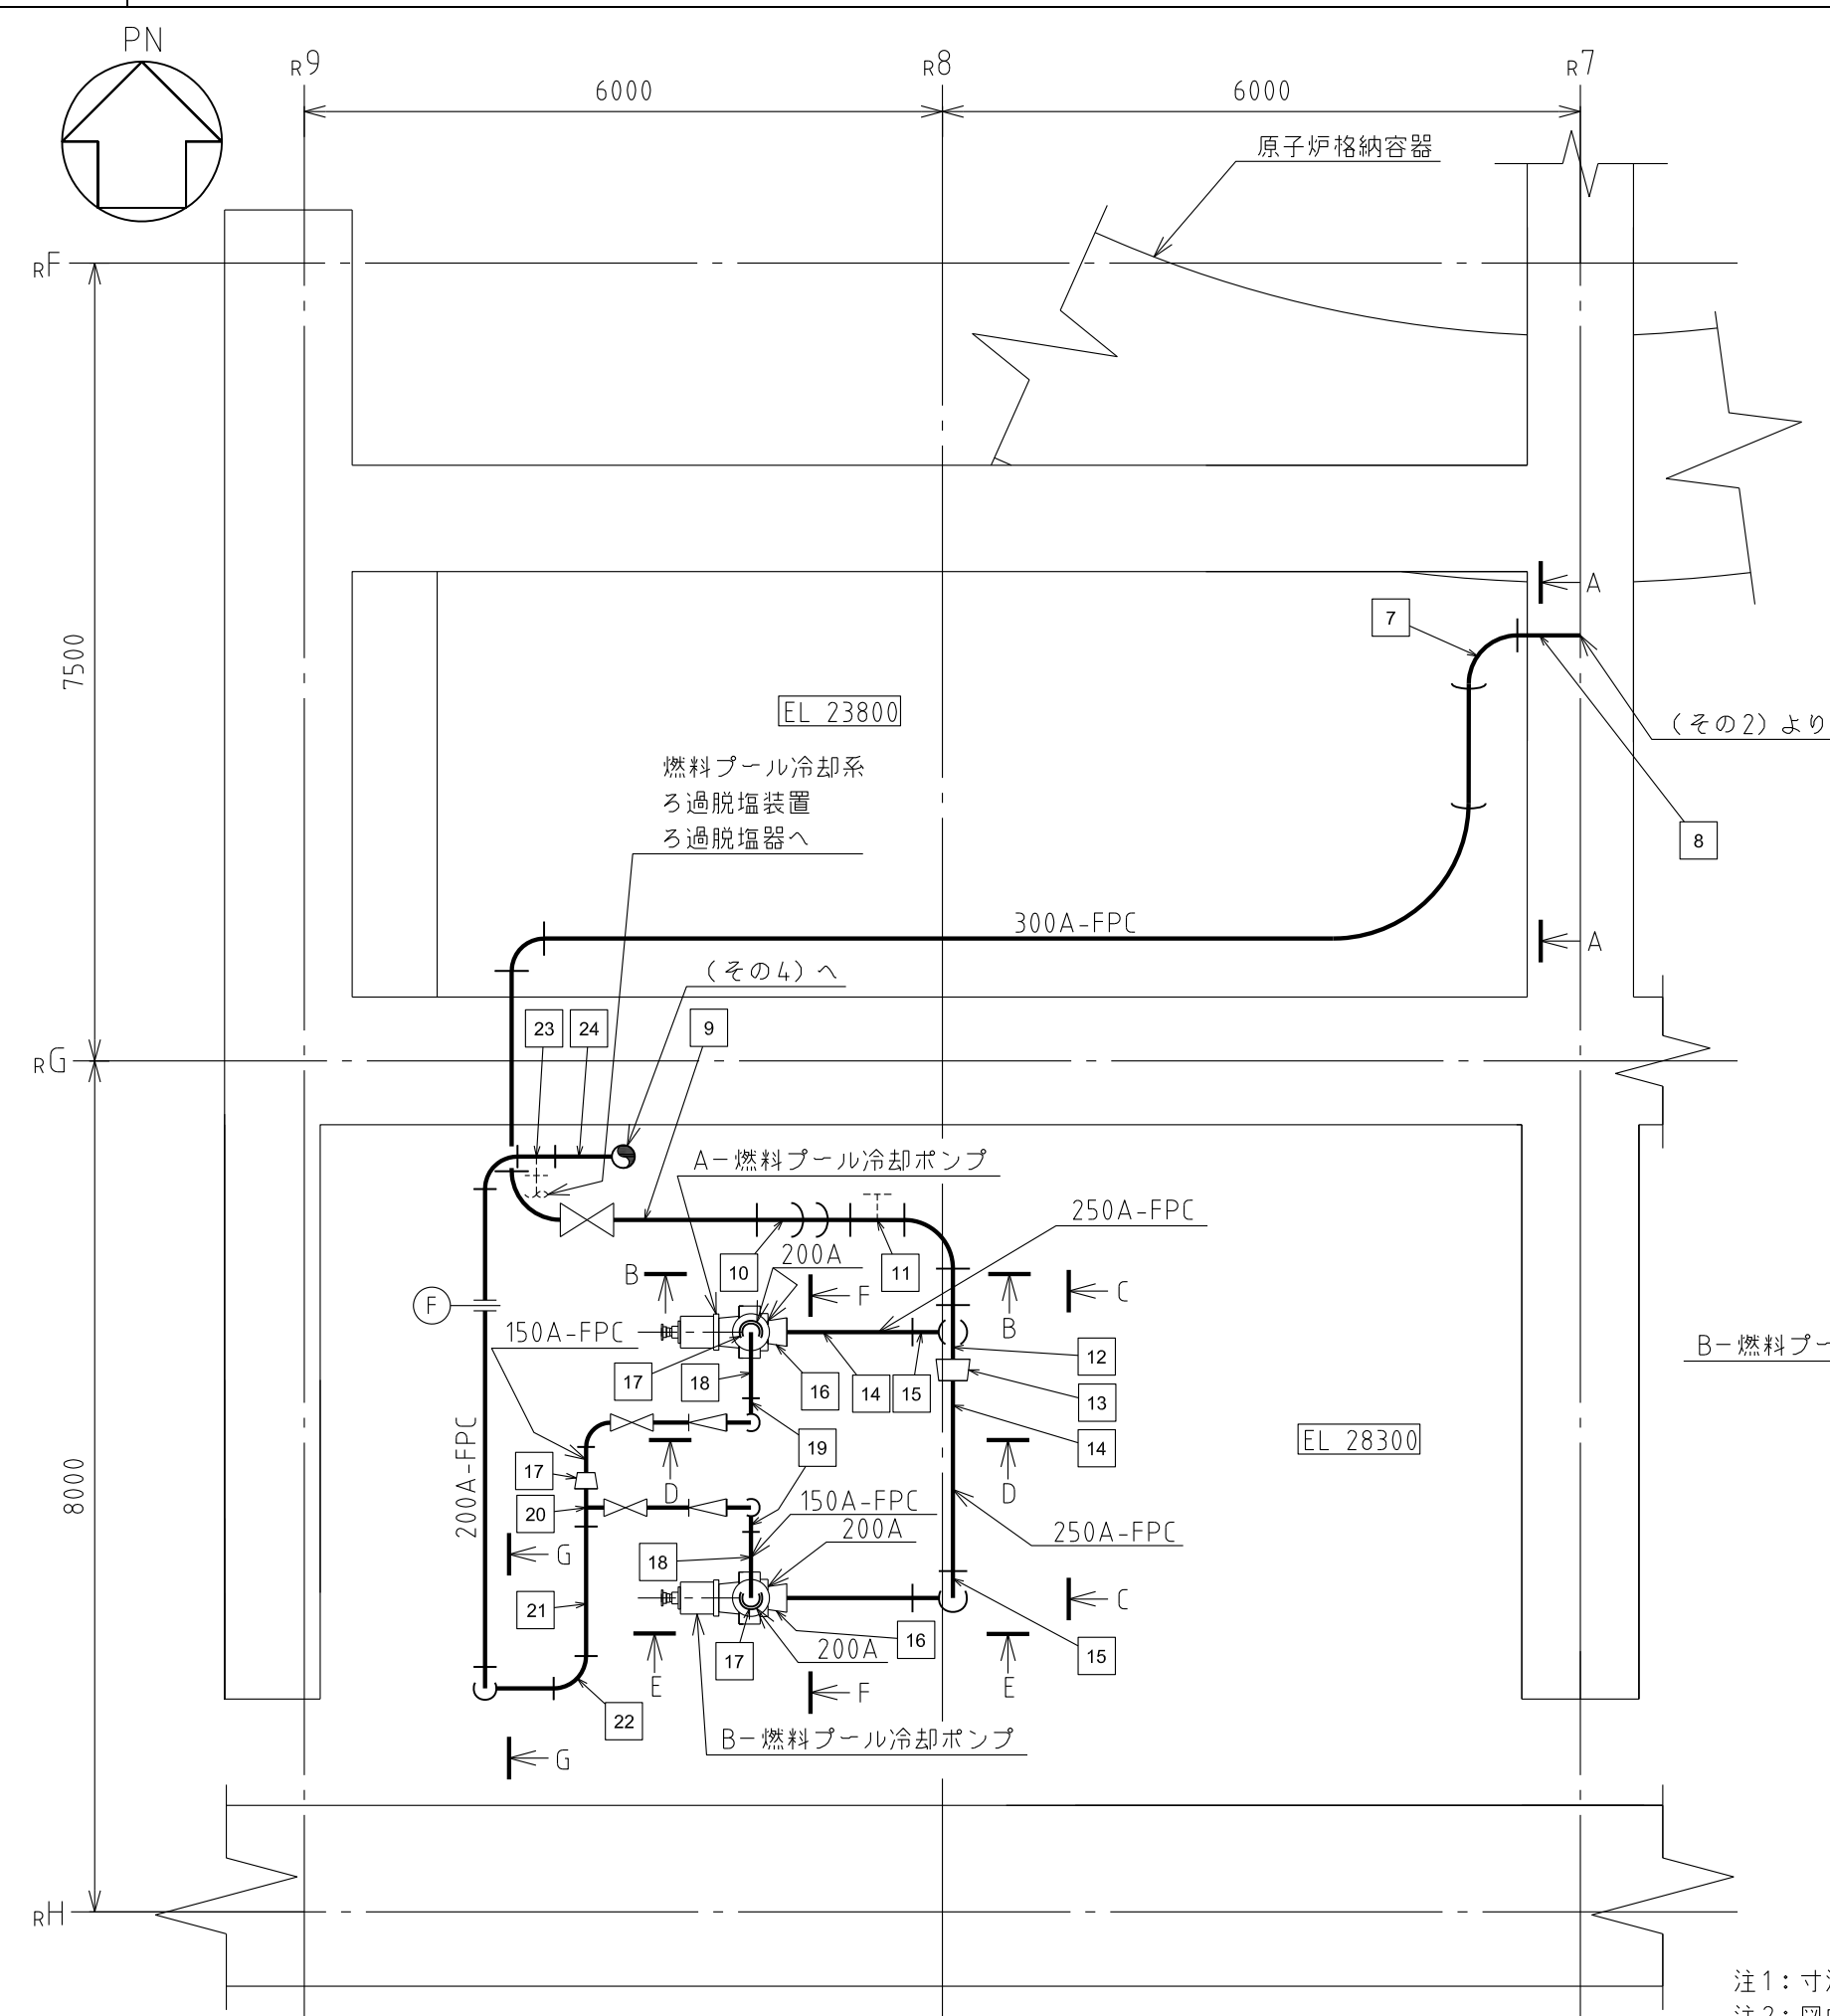 PN
R9
R8
R7
6000
6000
原子炉格納容器
RF
A
7
7500
EL 23800
(その2)より
燃料プール冷却系
ろ過脱塩装置
ろ過脱塩器へ
8
300A-FPC
A
(その4)へ
23
24
9
RG
A-燃料プール冷却ポンプ
250A-FPC
10
200A
11
B
F
C
F
150A-FPC
B
B-燃料プ
12
17
18
16
14
15
13
200A-FPC
19
14
EL 28300
17
D
D
8000
20
150A-FPC
200A
250A-FPC
G
18
21
C
16
17
200A
15
E
F
E
22
B-燃料プール冷却ポンプ
G
RH
注1:寸
注2:図